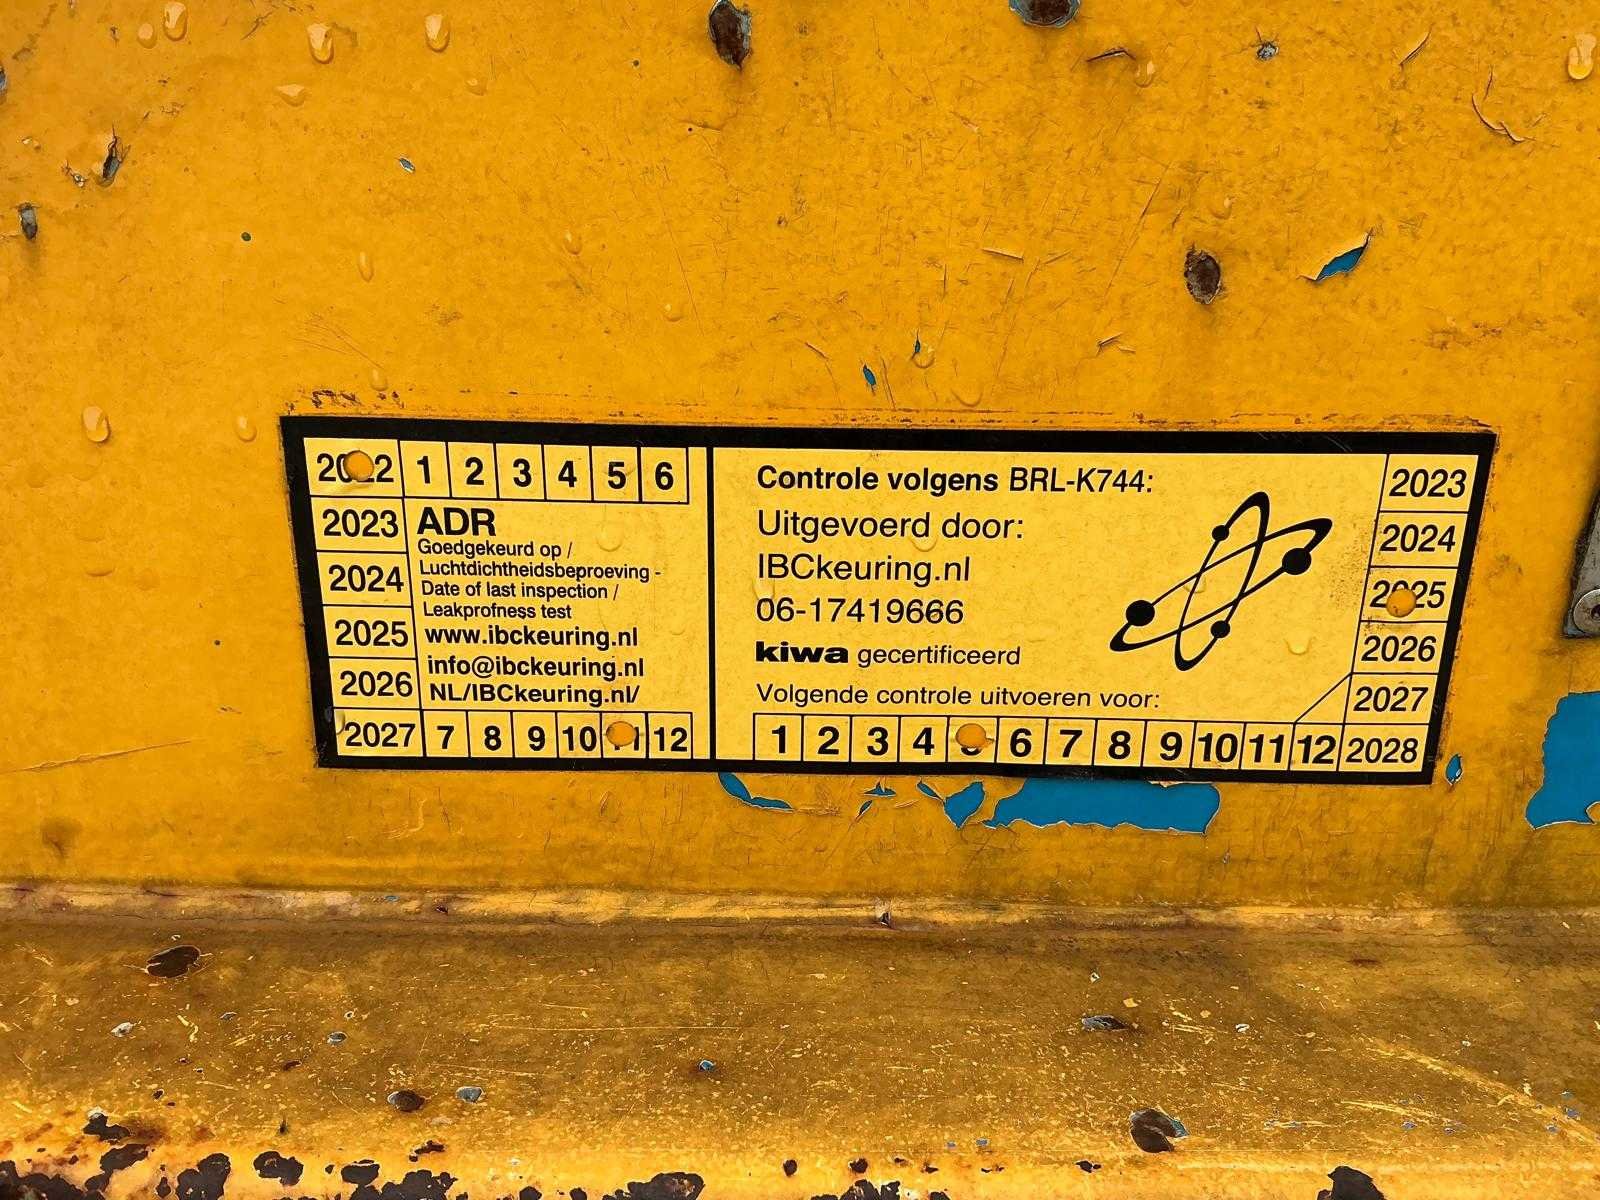 2022 1 2 3 4 5 6
2023
2024
2025
2026
2027
ADR
Goedgekeurd op /
Luchtdichtheidsbeproeving -
Date of last inspection /
Leakprofness test
www.ibckeuring.nl
info@ibckeuring.nl
NL/IBCkeuring.nl/
7 8 9 10 11 12
Controle volgens BRL-K744:
Uitgevoerd door:
IBCkeuring.nl
06-17419666
kiwa gecertificeerd
Volgende controle uitvoeren voor:
1 2 3 4 5 6 7 8 9 10 11 12
2023
2024
2025
2026
2027
2028